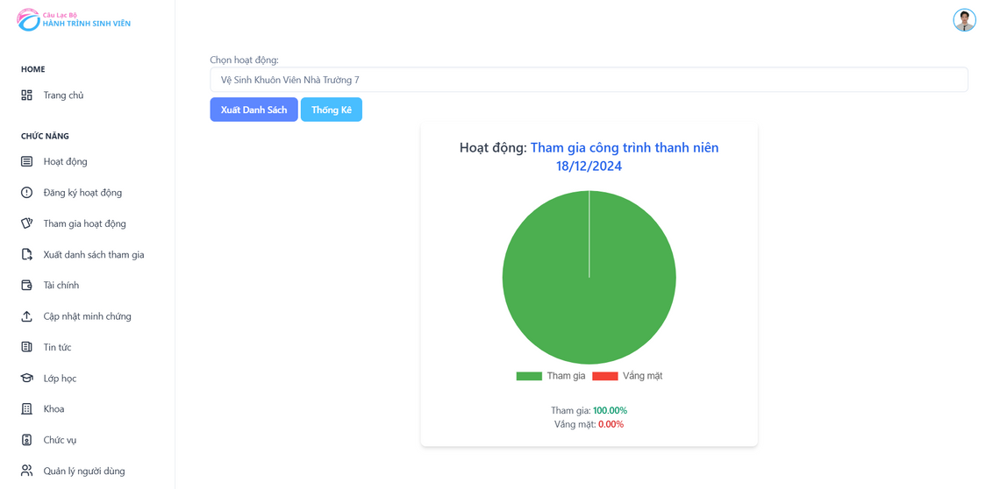 Câu Lạc Bộ
HÀNH TRÌNH SINH VIÊN
HOME
Trang chủ
CHỨC NĂNG
Hoạt động
Đăng ký hoạt động
Tham gia hoạt động
Xuất danh sách tham gia
Tài chính
Cập nhật minh chứng
Tin tức
Lớp học
Khoa
Chức vụ
Quản lý người dùng
Chọn hoạt động:
Vệ Sinh Khuôn Viên Nhà Trường 7
Xuất Danh Sách Thống Kê
Hoạt động: Tham gia công trình thanh niên
18/12/2024
Tham gia Vắng mặt
Tham gia: 100.00%
Vắng mặt: 0.00%